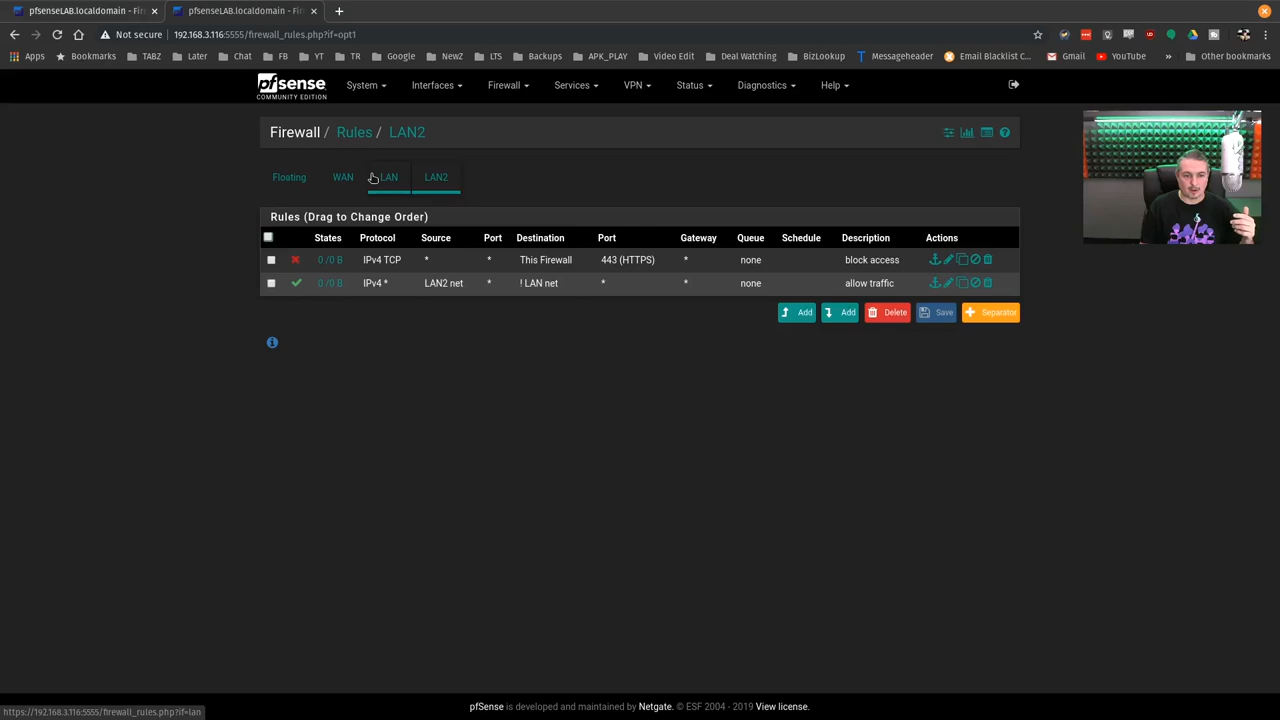 pfsenseLAB.localdomain - Fir
pfsenseLAB.localdomain - Fir
Not secure
192.168.3.116:5555/firewall_rules.php?if=opt1
Apps
Bookmarks
TABZ
Later
Chat
FB
YT
TR
Google
NewZ
LTS
Backups
APK_PLAY
Video Edit
Deal Watching
BizLookup
Messageheader
Email Blacklist C...
Gmail
YouTube
»
Other bookmarks
pfsense
COMMUNITY EDITION
System
Interfaces
Firewall
Services
VPN
Status
Diagnostics
Help
Firewall / Rules / LAN2
Floating
WAN
LAN
LAN2
Rules (Drag to Change Order)
States Protocol Source Port Destination Port Gateway Queue Schedule Description Actions
0 /0 B IPv4 TCP * * This Firewall 443 (HTTPS) * none block access
0 /0 B IPv4 * LAN2 net * ! LAN net * * none allow traffic
Add
Add
Delete
Save
Separator
pfSense is developed and maintained by Netgate. © ESF 2004 - 2019 View license.
https://192.168.3.116:5555/firewall_rules.php?if=lan